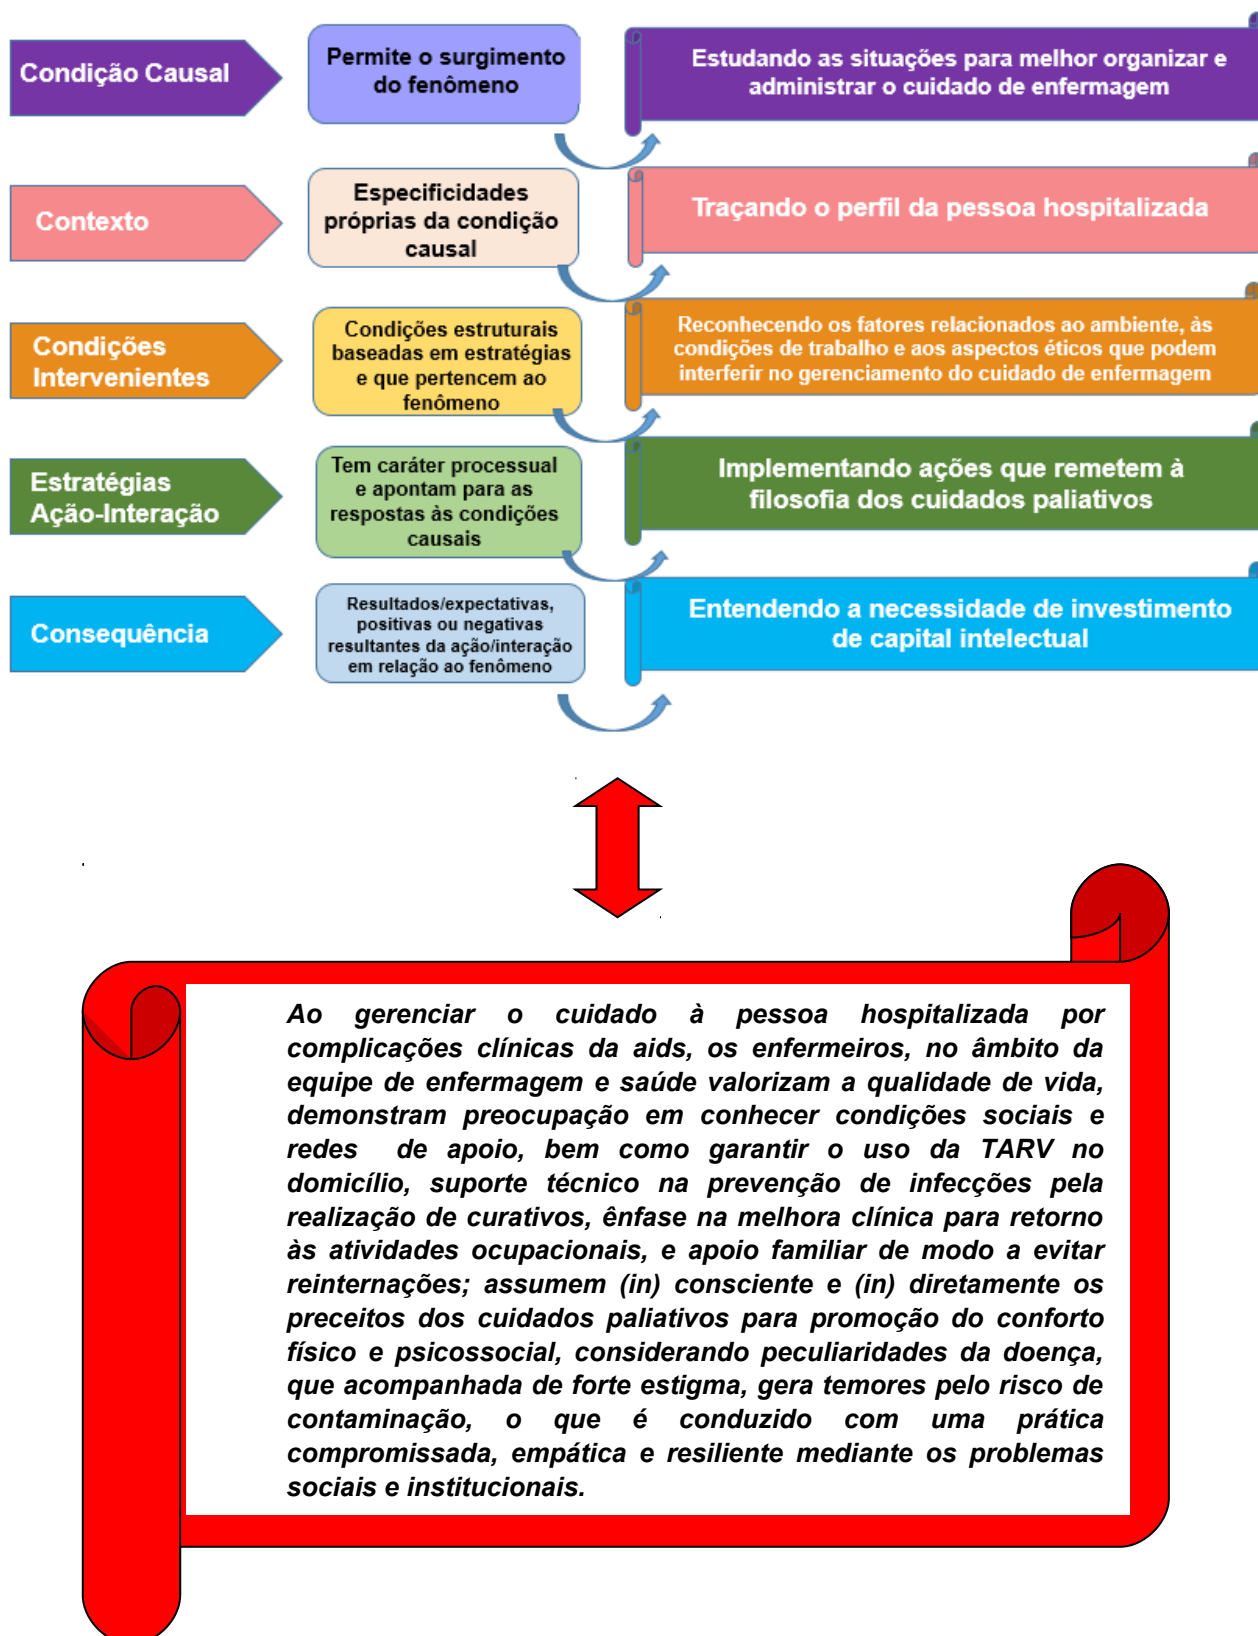 Condição Causal
Permite o surgimento
do fenômeno
Estudando as situações para melhor organizar e
administrar o cuidado de enfermagem
Contexto
Especificidades
próprias da condição
causal
Traçando o perfil da pessoa hospitalizada
Condições
Intervenientes
Condições estruturais
baseadas em estratégias
e que pertencem ao
fenômeno
Reconhecendo os fatores relacionados ao ambiente, às
condições de trabalho e aos aspectos éticos que podem
interferir no gerenciamento do cuidado de enfermagem
Estratégias
Ação-Interação
Tem caráter processual
e apontam para as
respostas às condições
causais
Implementando ações que remetem à
filosofia dos cuidados paliativos
Consequência
Resultados/expectativas,
positivas ou negativas
resultantes da ação/interação
em relação ao fenômeno
Entendendo a necessidade de investimento
de capital intelectual
Ao gerenciar o cuidado à pessoa hospitalizada por
complicações clínicas da aids, os enfermeiros, no âmbito da
equipe de enfermagem e saúde valorizam a qualidade de vida,
demonstram preocupação em conhecer condições sociais e
redes de apoio, bem como garantir o uso da TARV no
domicílio, suporte técnico na prevenção de infecções pela
realização de curativos, ênfase na melhora clínica para retorno
às atividades ocupacionais, e apoio familiar de modo a evitar
reinternações; assumem (in) consciente e (in) diretamente os
preceitos dos cuidados paliativos para promoção do conforto
físico e psicossocial, considerando peculiaridades da doença,
que acompanhada de forte estigma, gera temores pelo risco de
contaminação, o que é conduzido com uma prática
compromissada, empática e resiliente mediante os problemas
sociais e institucionais.